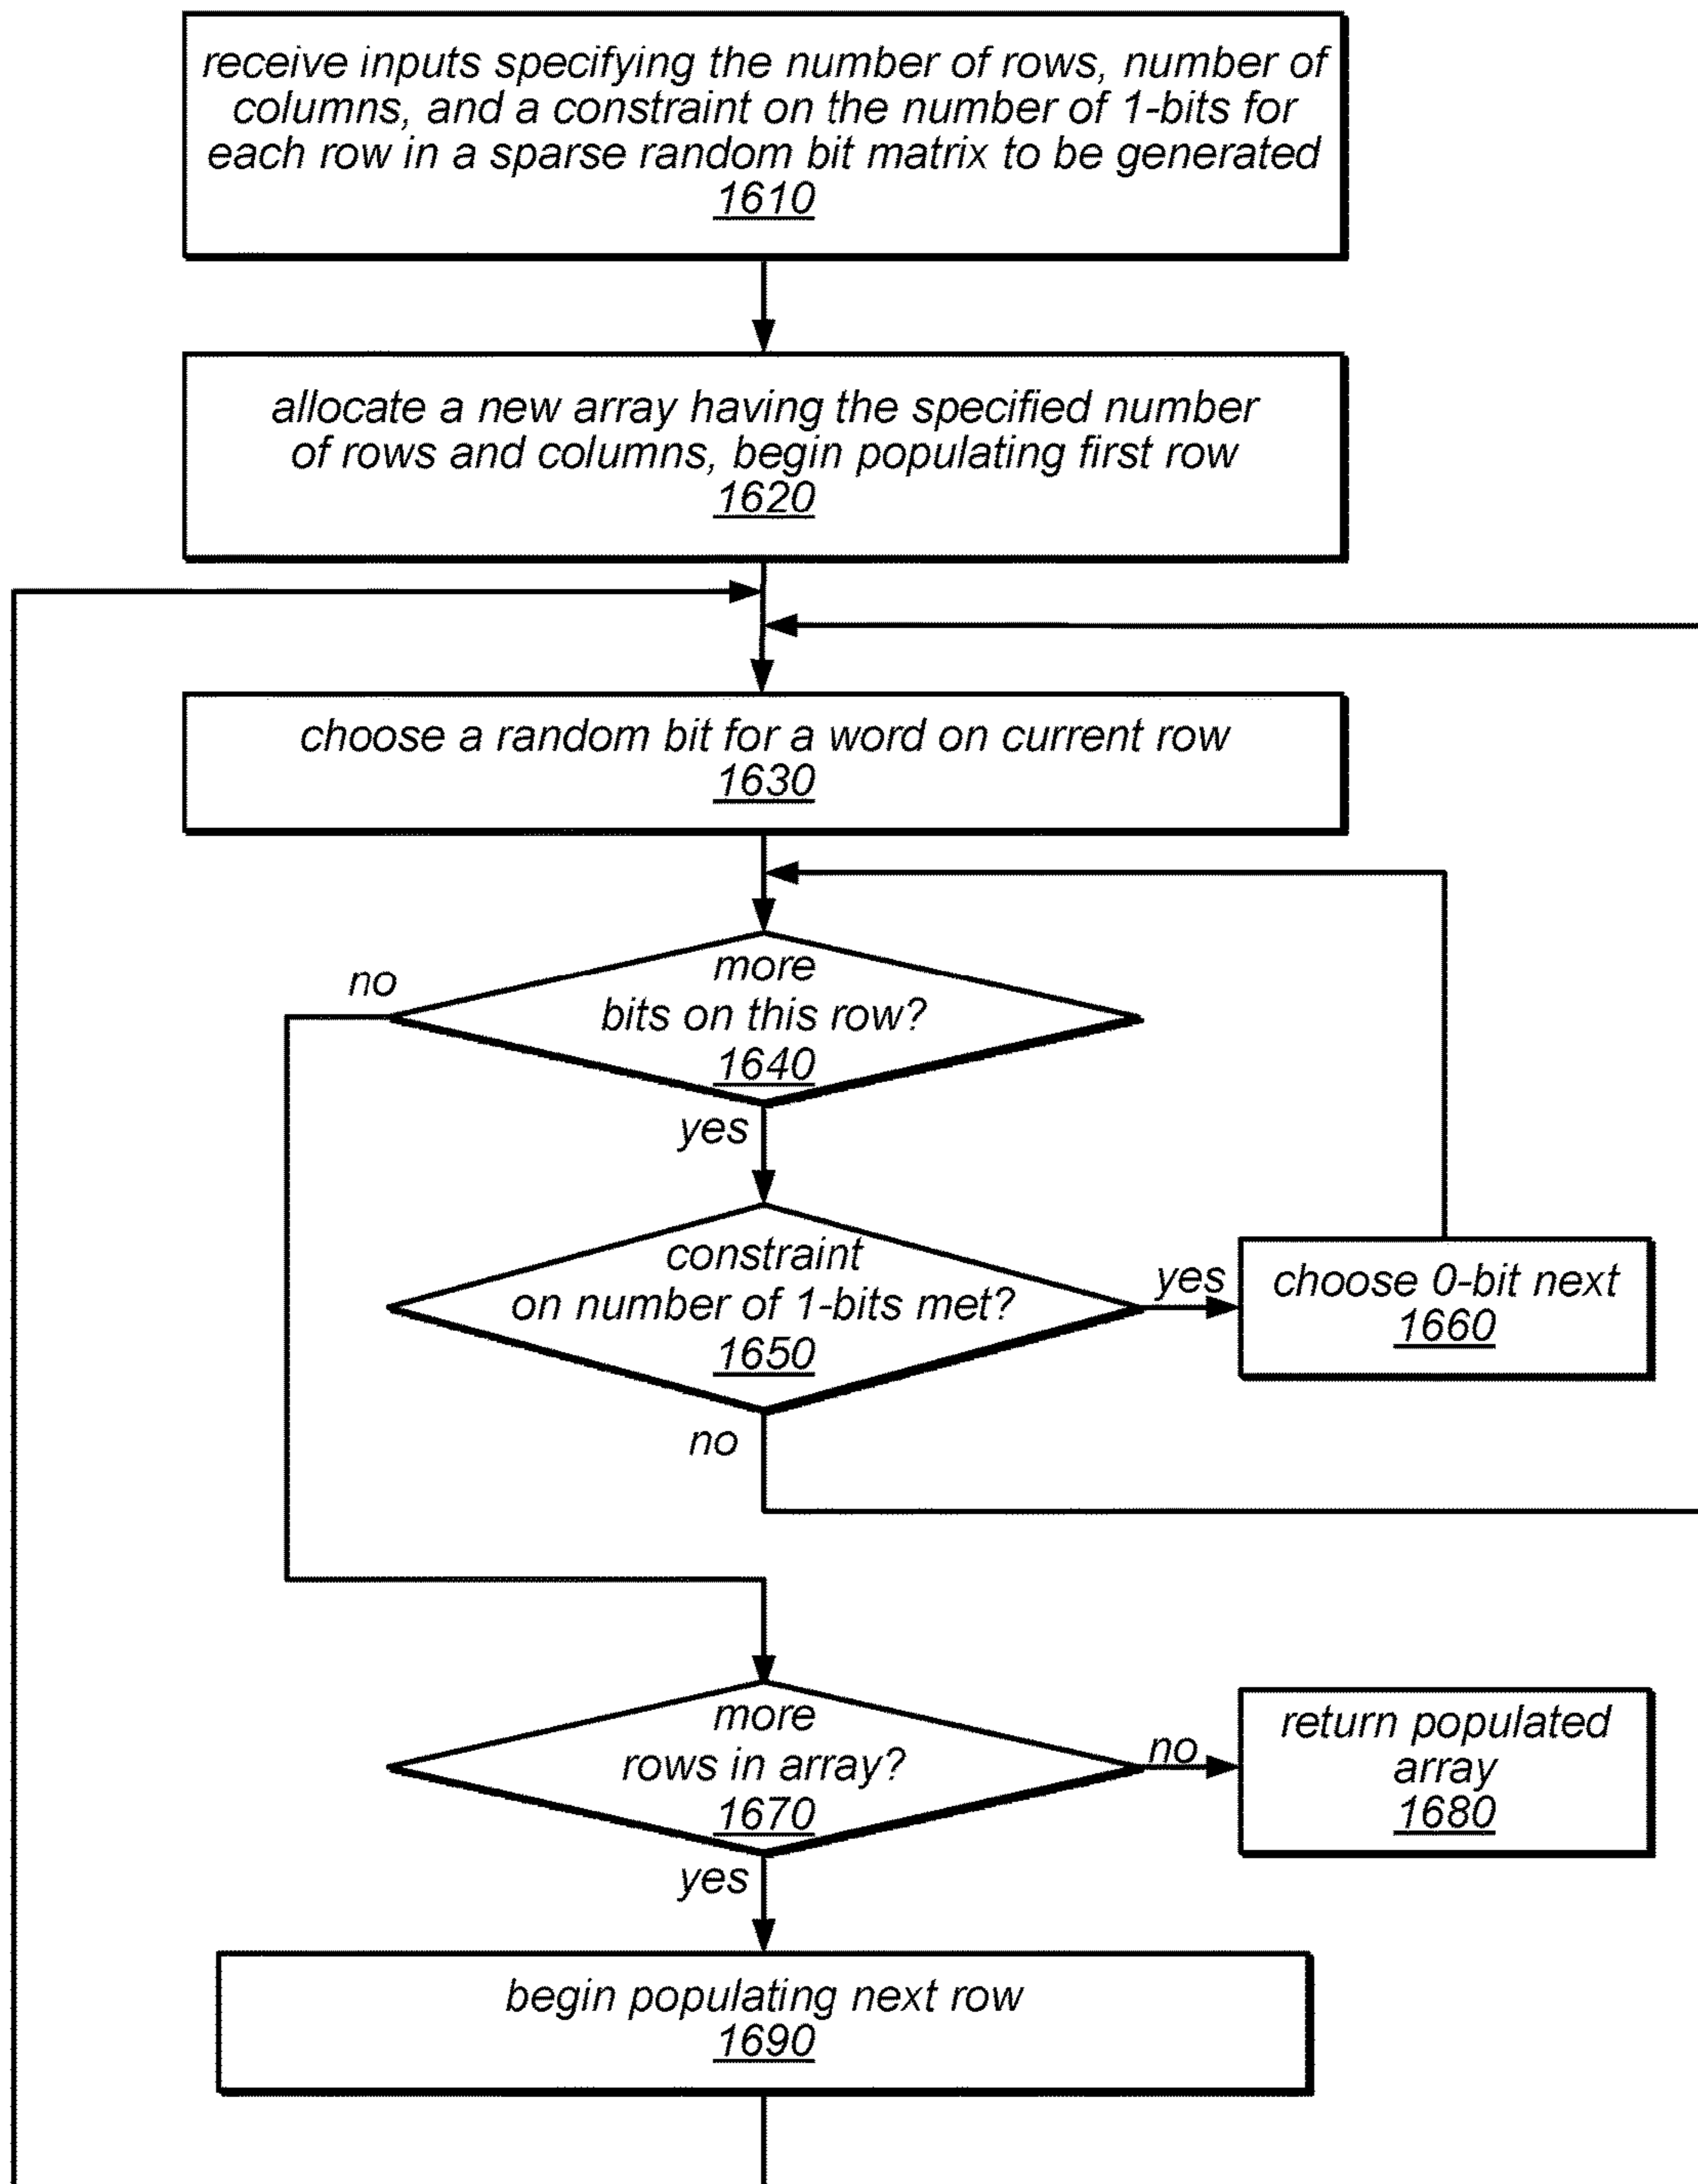 receive inputs specifying the number of rows, number of
columns, and a constraint on the number of 1-bits for
each row in a sparse random bit matrix to be generated
1610
allocate a new array having the specified number
of rows and columns, begin populating first row
1620
choose a random bit for a word on current row
1630
no
more
bits on this row?
1640
yes
constraint
on number of 1-bits met?
1650
yes
choose 0-bit next
1660
no
more
rows in array?
1670
no
return populated
array
1680
yes
begin populating next row
1690